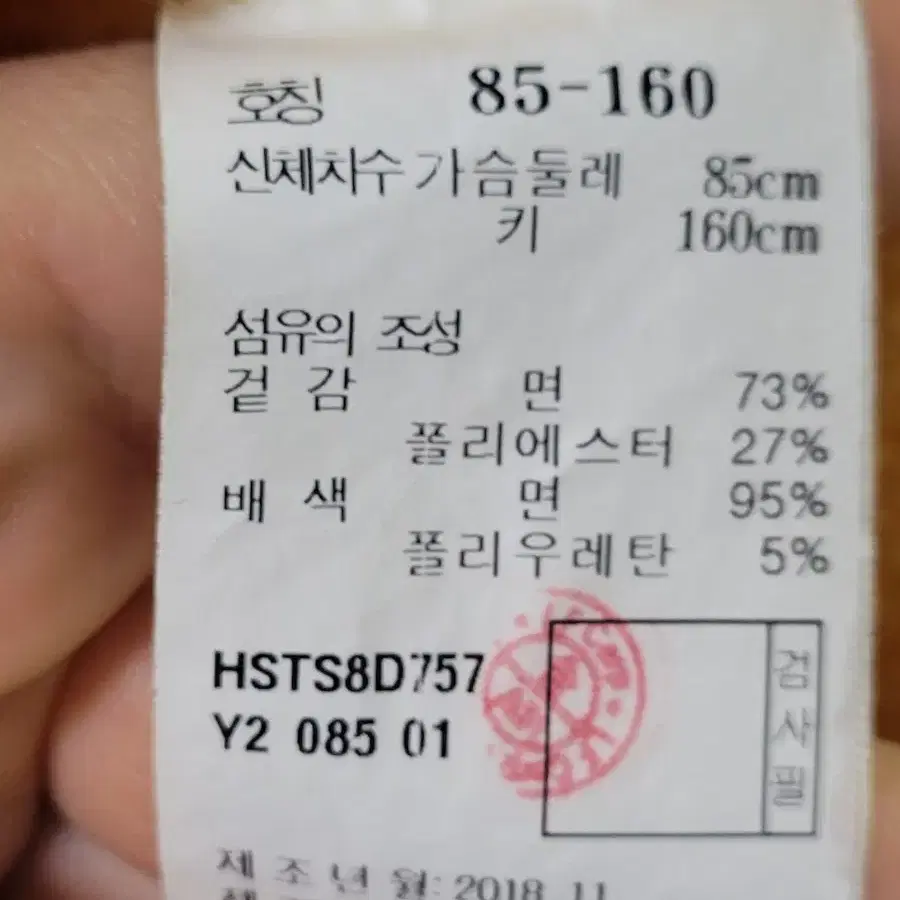 호칭 85-160
신체치수 가슴둘레 85cm
키 160cm
섬유의 조성
겉 감 면 73%
폴리에스터 27%
배 색 면 95%
폴리우레탄 5%
HSTS8D757
Y2 085 01
검사필
제조년월: 2018 11